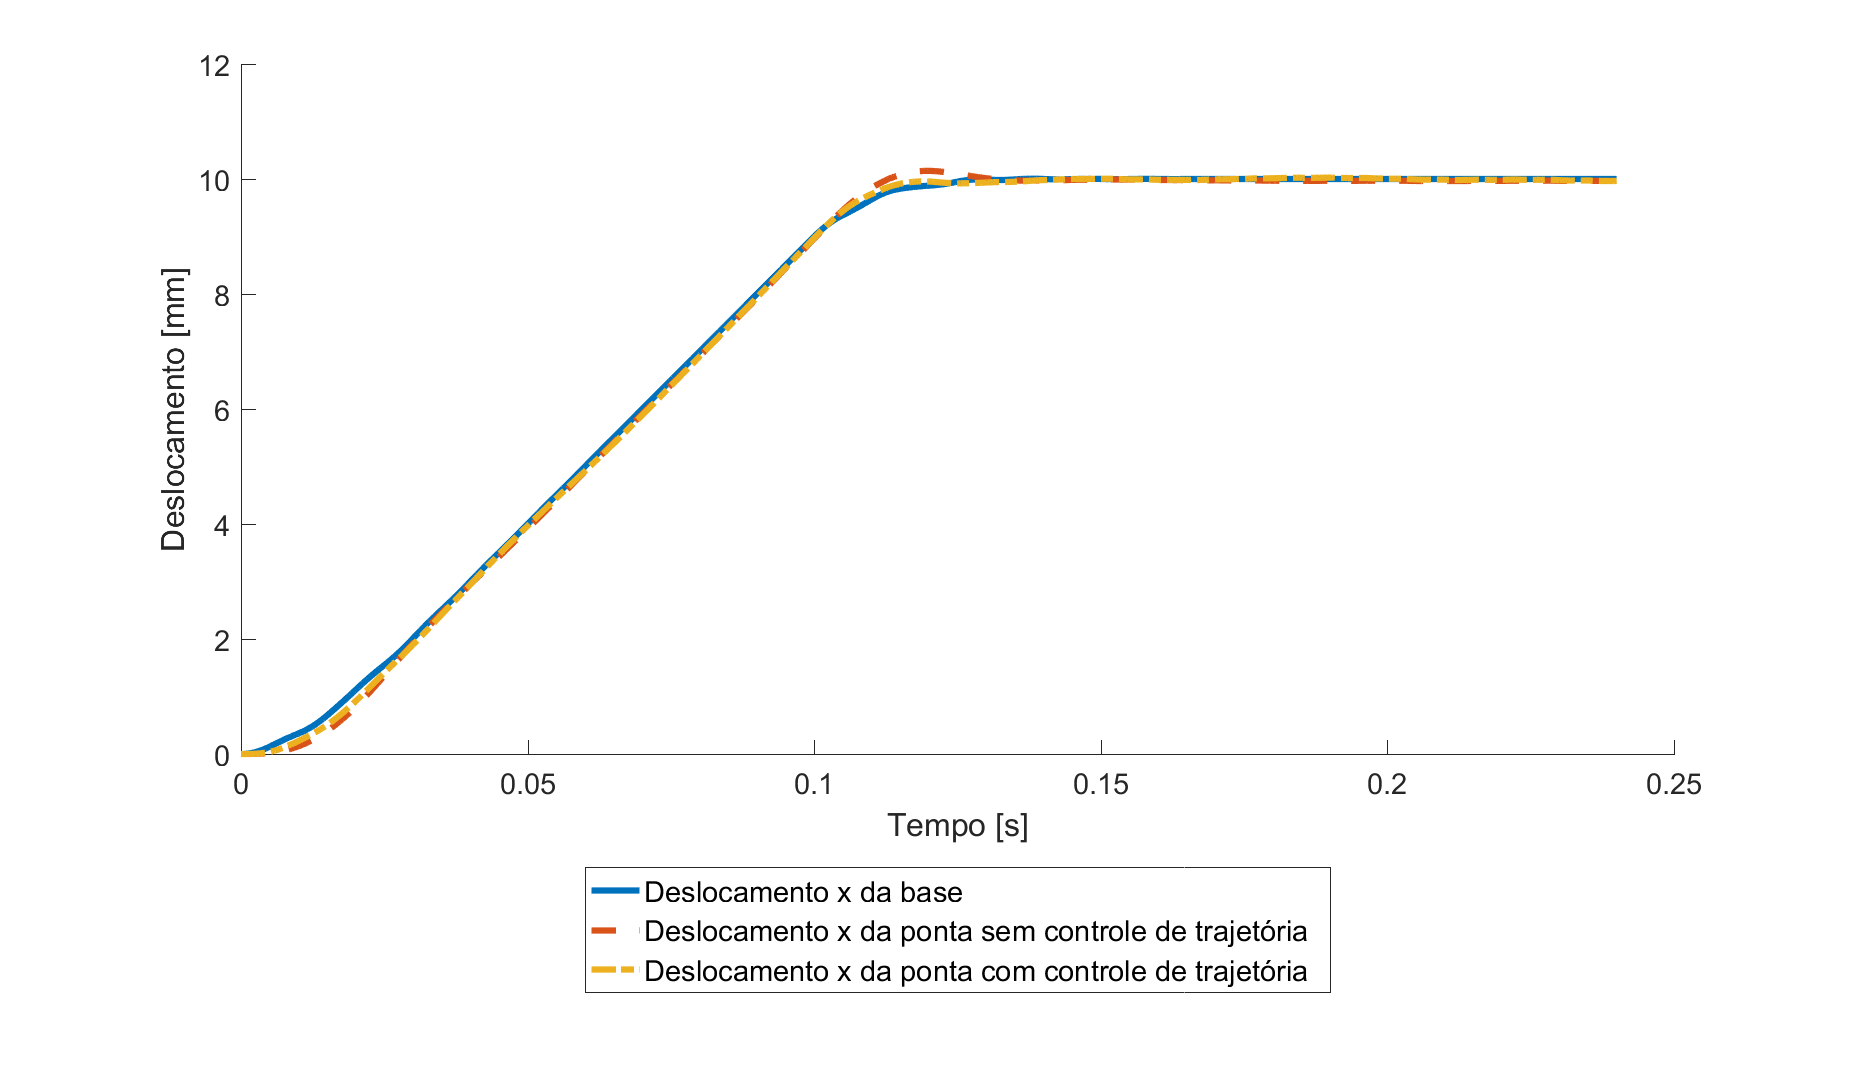 12
10
8
6
4
2
0
Deslocamento [mm]
0 0.05 0.1 0.15 0.2 0.25
Tempo [s]
Deslocamento x da base
Deslocamento x da ponta sem controle de trajetória
Deslocamento x da ponta com controle de trajetória